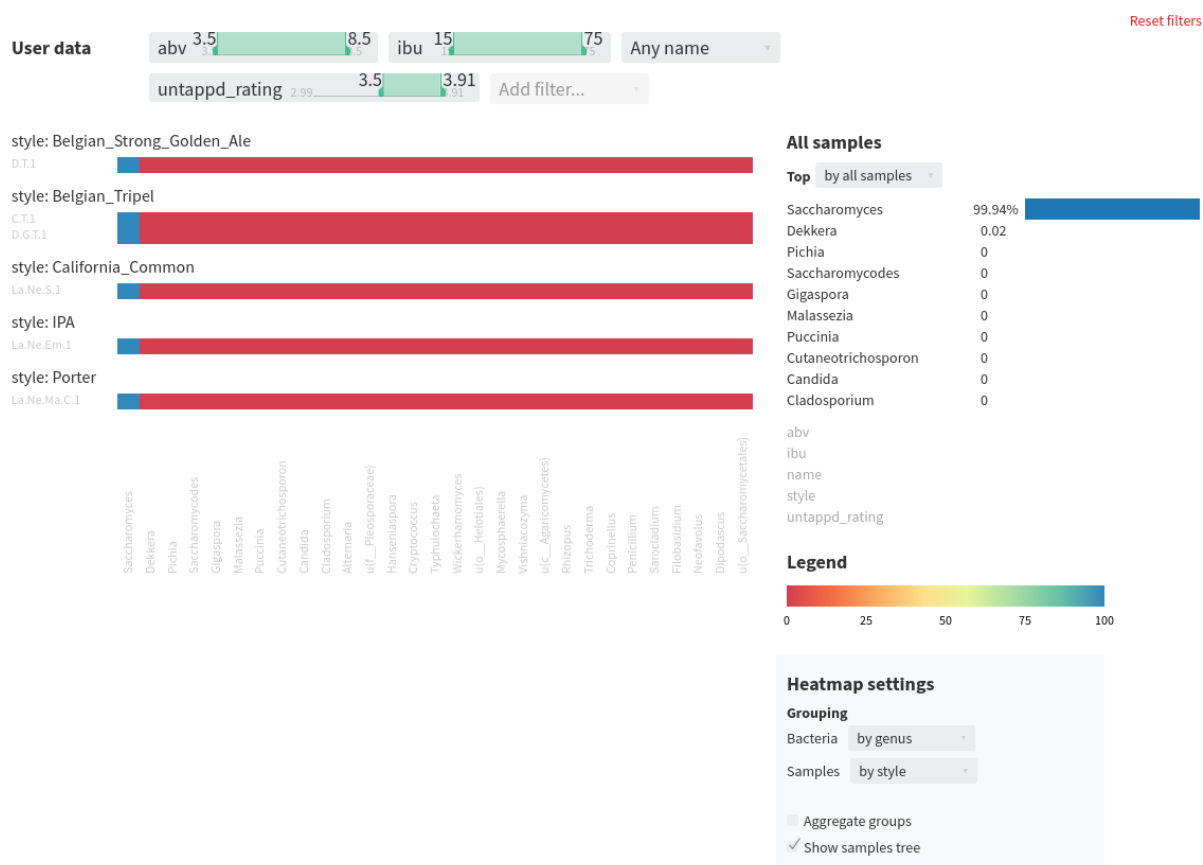 Reset filters
User data
abv 3.5 8.5
ibu 15 75
Any name
untappd_rating 2.99 3.5 3.91
Add filter...
style: Belgian_Strong_Golden_Ale
D.T.1
style: Belgian_Tripel
C.T.1
D.G.T.1
style: California_Common
La.Ne.S.1
style: IPA
La.Ne.Em.1
style: Porter
La.Ne.Ma.C.1
Saccharomyces
Dekkera
Pichia
Saccharomycodes
Gigaspora
Malassezia
Puccinia
Cutaneotrichosporon
Candida
Cladosporium
Alternaria
u(f__Pleosporaceae)
Hanseniaspora
Cryptococcus
Typhulochaeta
Wickerhamomyces
u(o__Helotiales)
Mycosphaerella
Vishniacozyma
u(c__Agaricomycetes)
Rhizopus
Trichoderma
Coprinellus
Penicillium
Sarocladium
Filobasidium
Neofavolus
Dipodascus
u(o__Saccharomycetales)
All samples
Top by all samples
Saccharomyces 99.94%
Dekkera 0.02
Pichia 0
Saccharomycodes 0
Gigaspora 0
Malassezia 0
Puccinia 0
Cutaneotrichosporon 0
Candida 0
Cladosporium 0
abv
ibu
name
style
untappd_rating
Legend
0 25 50 75 100
Heatmap settings
Grouping
Bacteria by genus
Samples by style
Aggregate groups
Show samples tree